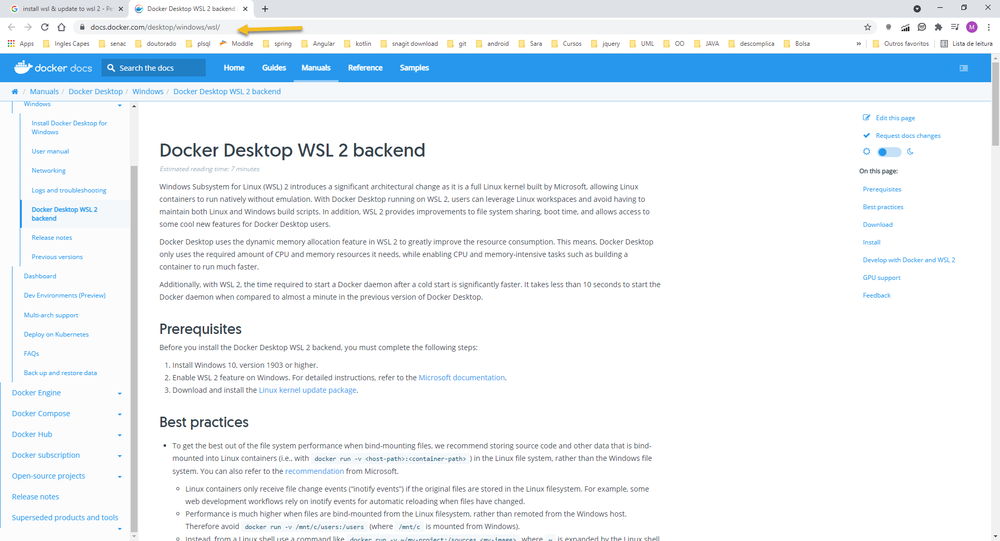 install wsl & update to wsl 2 - Pe
Docker Desktop WSL 2 backend
docs.docker.com/desktop/windows/wsl/
M
Apps
Ingles Capes
senac
doutorado
plsql
Moddle
spring
Angular
kotlin
snagit download
git
android
Sara
Cursos
jquery
UML
OO
JAVA
descomplica
Bolsa
»
Outros favoritos
Lista de leitura
docker docs
Search the docs
Home
Guides
Manuals
Reference
Samples
/ Manuals / Docker Desktop / Windows / Docker Desktop WSL 2 backend
Windows
Install Docker Desktop for
Windows
User manual
Networking
Logs and troubleshooting
Docker Desktop WSL 2
backend
Release notes
Previous versions
Dashboard
Dev Environments (Preview)
Multi-arch support
Deploy on Kubernetes
FAQs
Back up and restore data
Docker Engine
Docker Compose
Docker Hub
Docker subscription
Open-source projects
Release notes
Superseded products and tools
Docker Desktop WSL 2 backend
Estimated reading time: 7 minutes
Windows Subsystem for Linux (WSL) 2 introduces a significant architectural change as it is a full Linux kernel built by Microsoft, allowing Linux
containers to run natively without emulation. With Docker Desktop running on WSL 2, users can leverage Linux workspaces and avoid having to
maintain both Linux and Windows build scripts. In addition, WSL 2 provides improvements to file system sharing, boot time, and allows access to
some cool new features for Docker Desktop users.
Docker Desktop uses the dynamic memory allocation feature in WSL 2 to greatly improve the resource consumption. This means, Docker Desktop
only uses the required amount of CPU and memory resources it needs, while enabling CPU and memory-intensive tasks such as building a
container to run much faster.
Additionally, with WSL 2, the time required to start a Docker daemon after a cold start is significantly faster. It takes less than 10 seconds to start the
Docker daemon when compared to almost a minute in the previous version of Docker Desktop.
Prerequisites
Before you install the Docker Desktop WSL 2 backend, you must complete the following steps:
1. Install Windows 10, version 1903 or higher.
2. Enable WSL 2 feature on Windows. For detailed instructions, refer to the Microsoft documentation.
3. Download and install the Linux kernel update package.
Best practices
• To get the best out of the file system performance when bind-mounting files, we recommend storing source code and other data that is bind-
mounted into Linux containers (i.e., with docker run -v <host-path>:<container-path> ) in the Linux file system, rather than the Windows file
system. You can also refer to the recommendation from Microsoft.
◦ Linux containers only receive file change events (“inotify events”) if the original files are stored in the Linux filesystem. For example, some
web development workflows rely on inotify events for automatic reloading when files have changed.
◦ Performance is much higher when files are bind-mounted from the Linux filesystem, rather than remoted from the Windows host.
Therefore avoid docker run -v /mnt/c/users:/users (where /mnt/c is mounted from Windows).
◦ Instead, from a Linux shell use a command like docker run -v ~/my-project:/sources <my-image> where ~ is expanded by the Linux shell
Edit this page
Request docs changes
On this page:
Prerequisites
Best practices
Download
Install
Develop with Docker and WSL 2
GPU support
Feedback